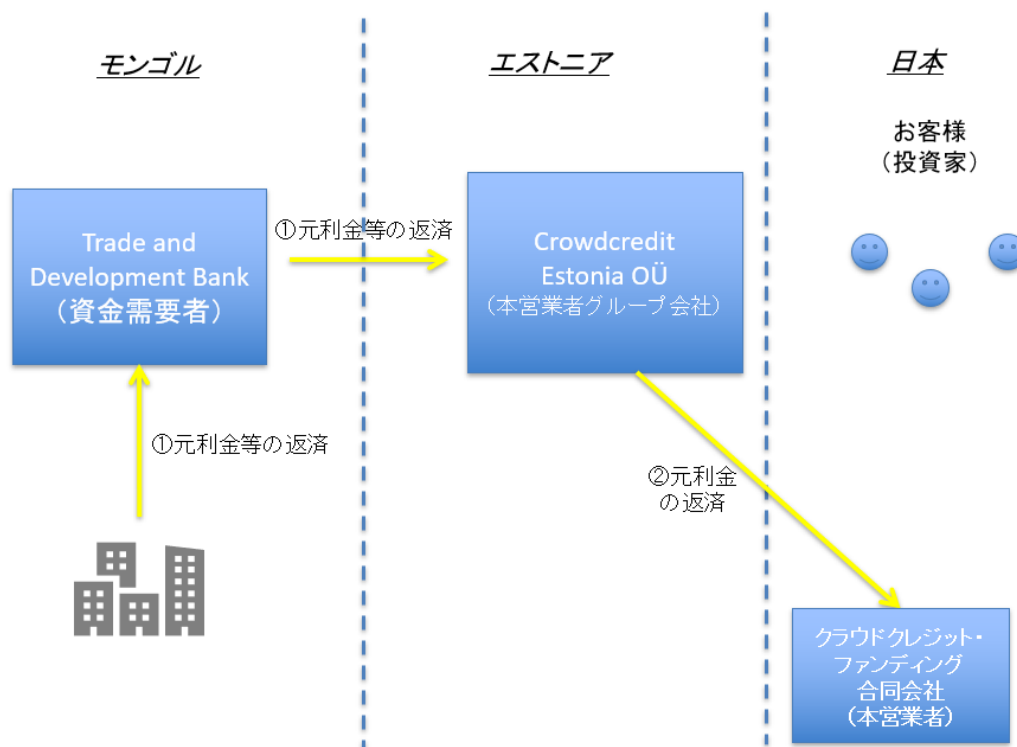 モンゴル
エストニア
日本
お客様
（投資家）
Trade and
Development Bank
（資金需要者）
①元利金等の返済
Crowdcredit
Estonia OÜ
（本営業者グループ会社）
①元利金等の返済
②元利金
の返済
クラウドクレジット・
ファンディング
合同会社
（本営業者）